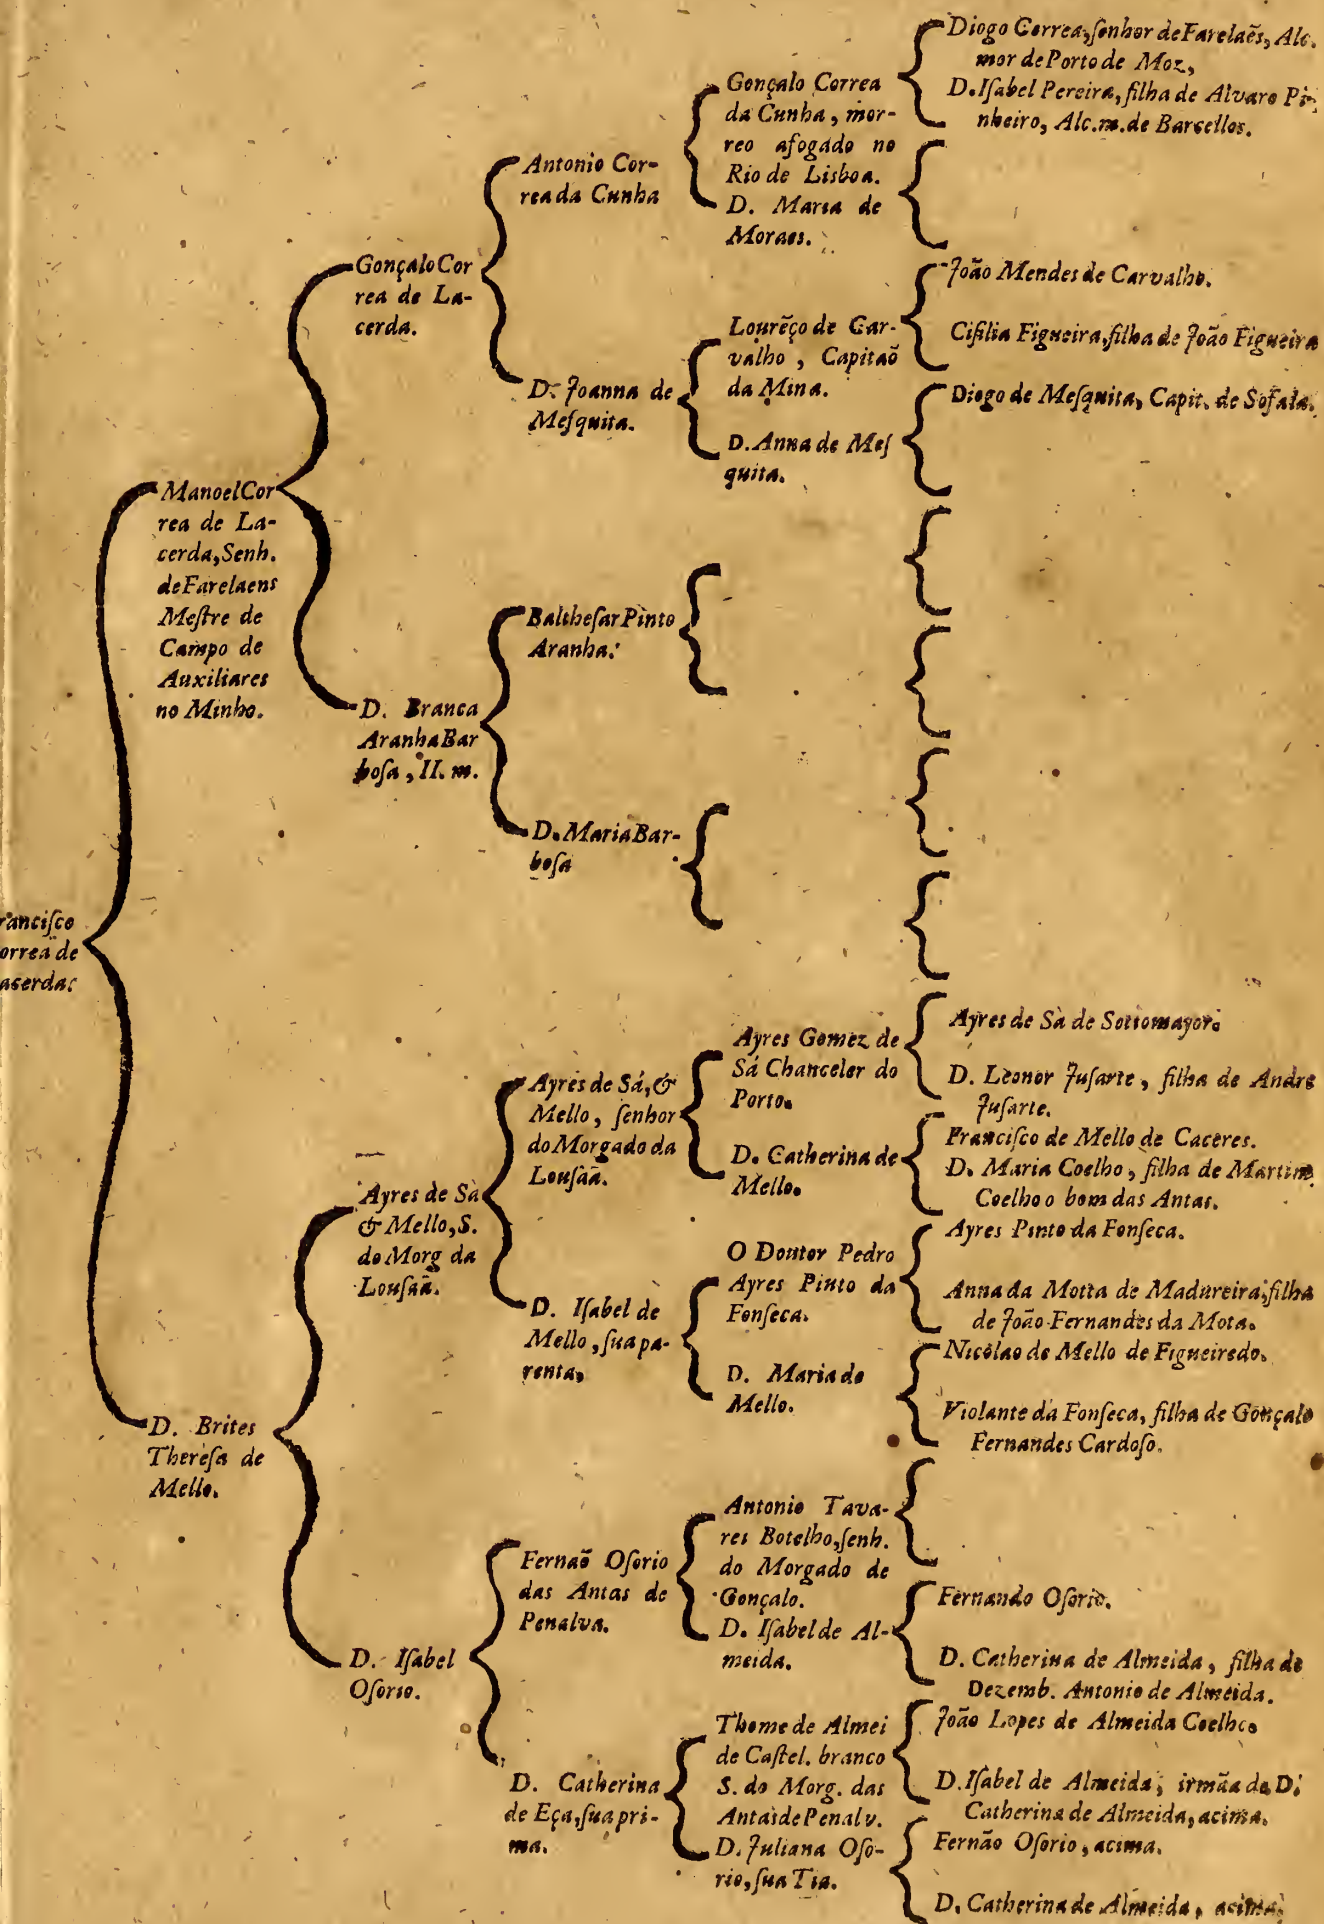 Diogo Correa, ſenhor de Farelaẽs, Alc.
mor de Porto de Moz,
D. Iſabel Pereira, filha de Alvaro Pi-
nheiro, Alc. m. de Barcellos.
Gonçalo Correa
da Cunha, mor-
reo afogado no
Rio de Lisboa.
D. Maria de
Moraes.
Antonio Cor-
rea da Cunha
Gonçalo Cor
rea de La-
cerda.
João Mendes de Carvalho.
Cifilia Figueira, filha de João Figueira
Lourẽço de Car-
valho, Capitaõ
da Mina.
D. Joanna de
Meſquita.
Diogo de Meſquita, Capit. de Sofala.
D. Anna de Meſ
quita.
Manoel Cor
rea de La-
cerda, Senh.
de Farelaens
Meſtre de
Campo de
Auxiliares
no Minho.
Baltheſar Pinto
Aranha.
D. Branca
Aranha Bar
boſa, II. m.
D. Maria Bar-
boſa
ranciſco
orrea de
acerda.
Ayres de Sà de Sottomayor.
D. Leonor Juſarte, filha de Andre
Juſarte.
Ayres Gomez de
Sá Chanceler do
Porto.
Ayres de Sá, &
Mello, ſenhor
do Morgado da
Louſaã.
Franciſco de Mello de Caceres.
D. Maria Coelho, filha de Martim
Coelho o bom das Antas.
D. Catherina de
Mello.
Ayres de Sà
& Mello, S.
do Morg da
Louſaã.
Ayres Pinto da Fonſeca.
Anna da Motta de Madureira, filha
de João Fernandes da Mota.
O Doutor Pedro
Ayres Pinto da
Fonſeca.
D. Iſabel de
Mello, ſua pa-
renta.
Nicolao de Mello de Figueiredo.
Violante da Fonſeca, filha de Gonçalo
Fernandes Cardoſo.
D. Maria de
Mello.
D. Brites
Thereſa de
Mello.
Antonio Tava-
res Botelho, ſenh.
do Morgado de
Gonçalo.
D. Iſabel de Al-
meida.
Fernaõ Oſorio
das Antas de
Penalva.
Fernando Oſorio.
D. Catherina de Almeida, filha do
Dezemb. Antonio de Almeida.
D. Iſabel
Oſorio.
João Lopes de Almeida Coelho.
D. Iſabel de Almeida, irmãa de D.
Catherina de Almeida, acima.
Thome de Almei
de Caſtel. branco
S. do Morg. das
Antas de Penalv.
D. Juliana Oſo-
rio, ſua Tia.
D. Catherina
de Eça, ſua pri-
ma.
Fernão Oſorio, acima.
D. Catherina de Almeida, acima.